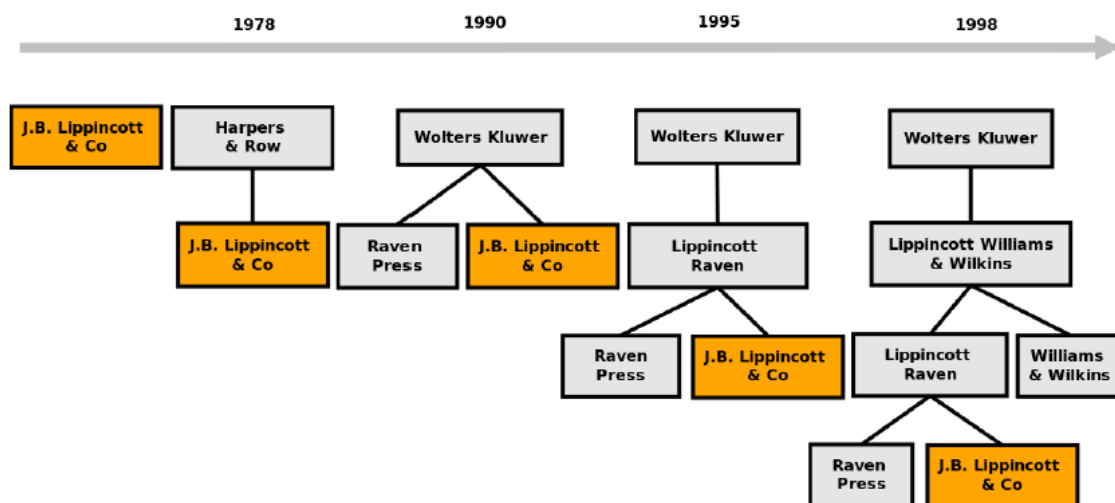 1978
1990
1995
1998
J.B. Lippincott
& Co
Harpers
& Row
Wolters Kluwer
Wolters Kluwer
Wolters Kluwer
J.B. Lippincott
& Co
Raven
Press
J.B. Lippincott
& Co
Lippincott
Raven
Lippincott Williams
& Wilkins
Raven
Press
J.B. Lippincott
& Co
Lippincott
Raven
Williams
& Wilkins
Raven
Press
J.B. Lippincott
& Co